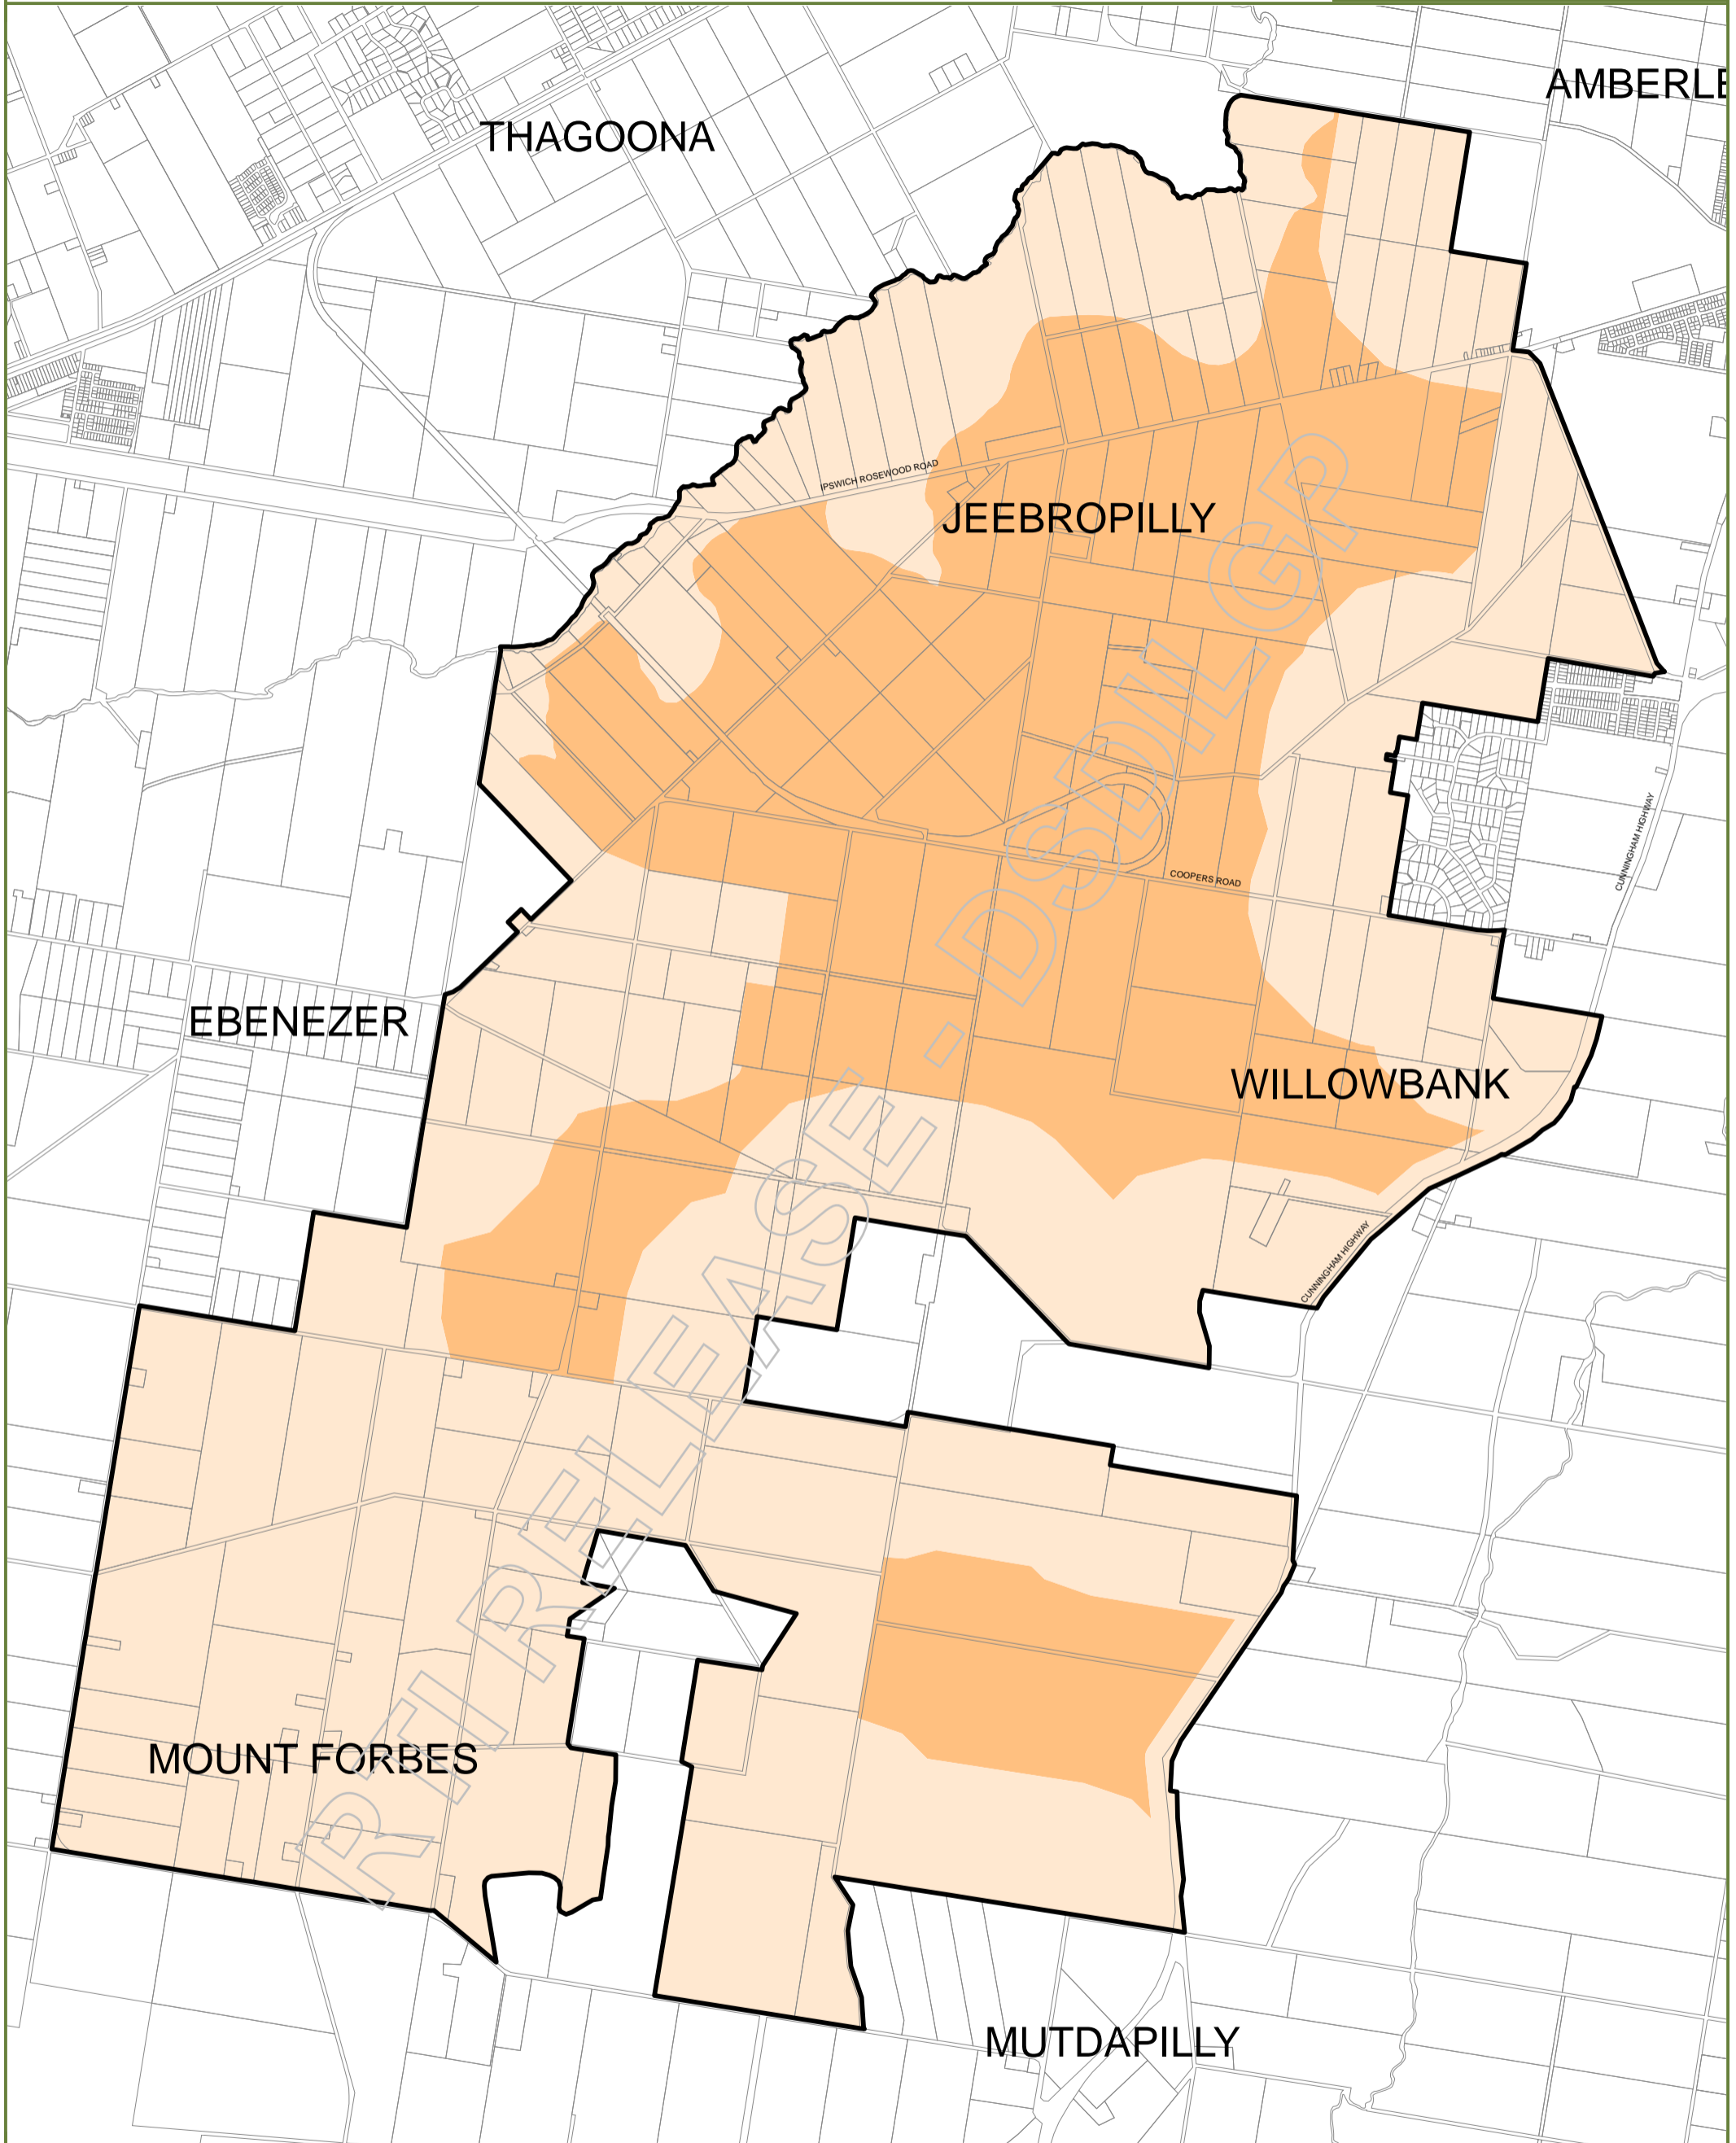 AMBERLE
THAGOONA
IPSWICH ROSEWOOD ROAD
JEEBROPILLY
CUNNINGHAM HIGHWAY
COOPERS ROAD
EBENEZER
WILLOWBANK
CUNNINGHAM HIGHWAY
RTI RELEASE - DSDILGP
MOUNT FORBES
MUTDAPILLY